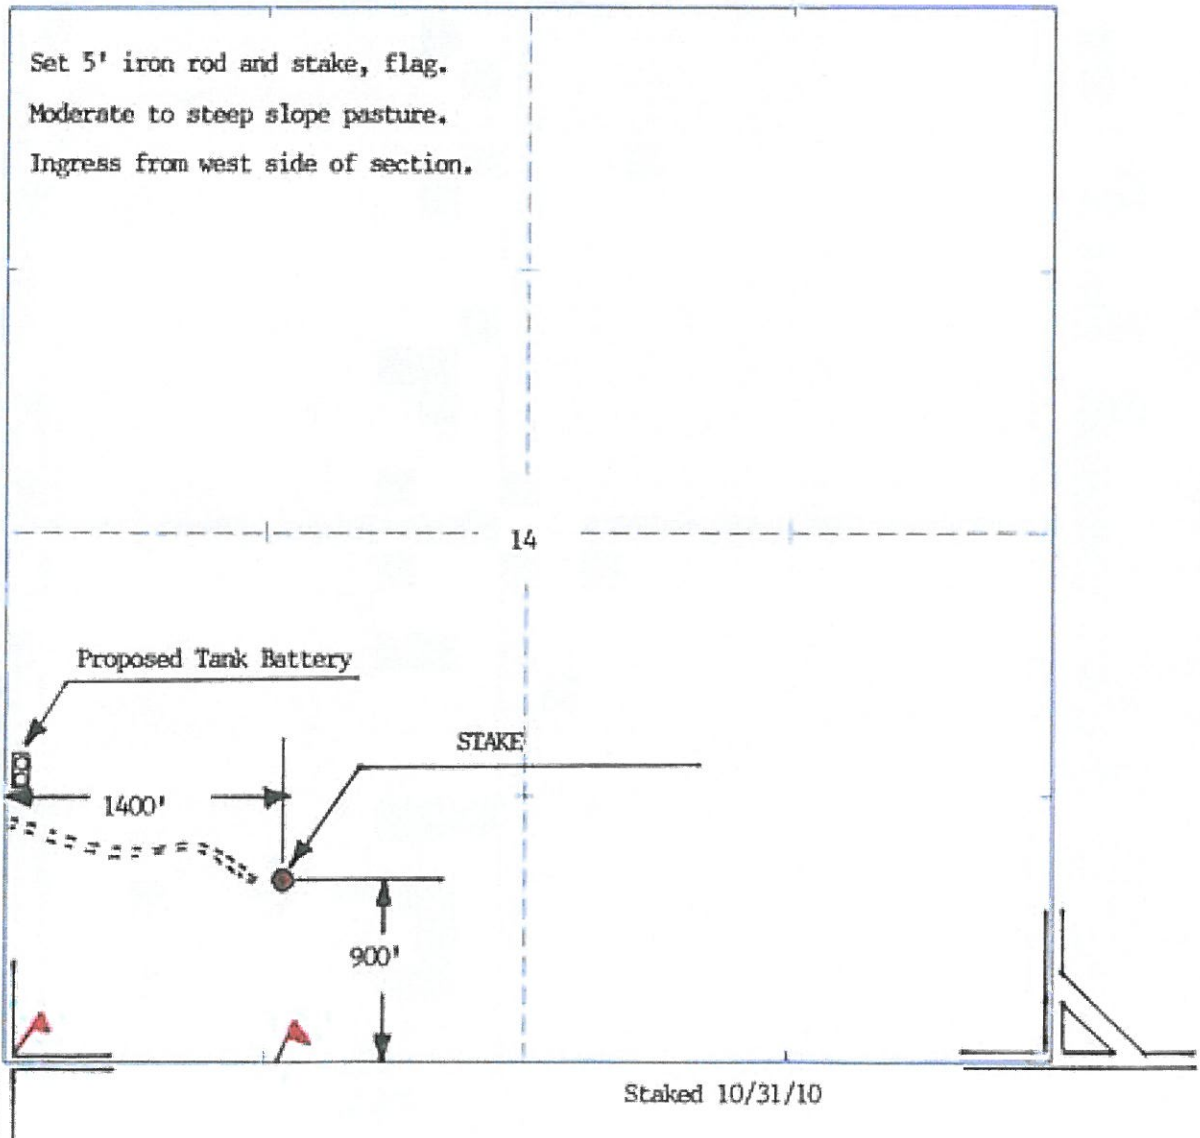 Set 5' iron rod and stake, flag.
Moderate to steep slope pasture.
Ingress from west side of section.
14
Proposed Tank Battery
STAKE
1400'
900'
Staked 10/31/10